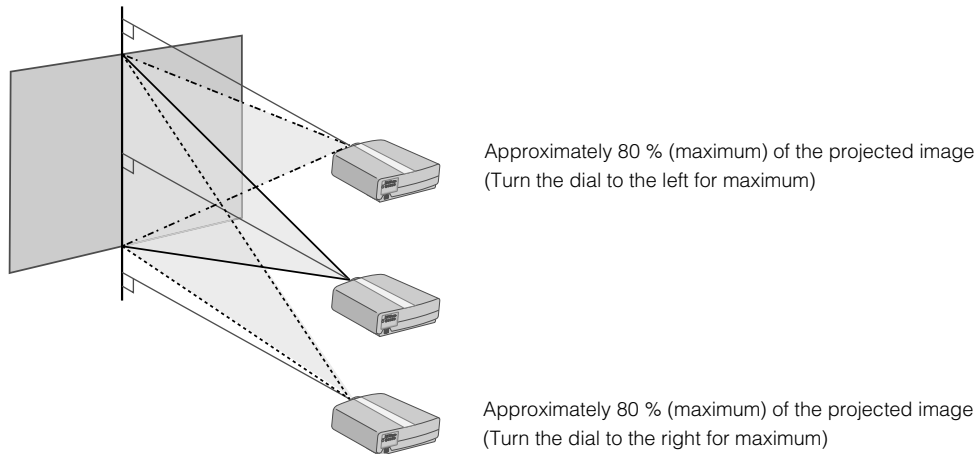 Approximately 80 % (maximum) of the projected image
(Turn the dial to the left for maximum)
Approximately 80 % (maximum) of the projected image
(Turn the dial to the right for maximum)